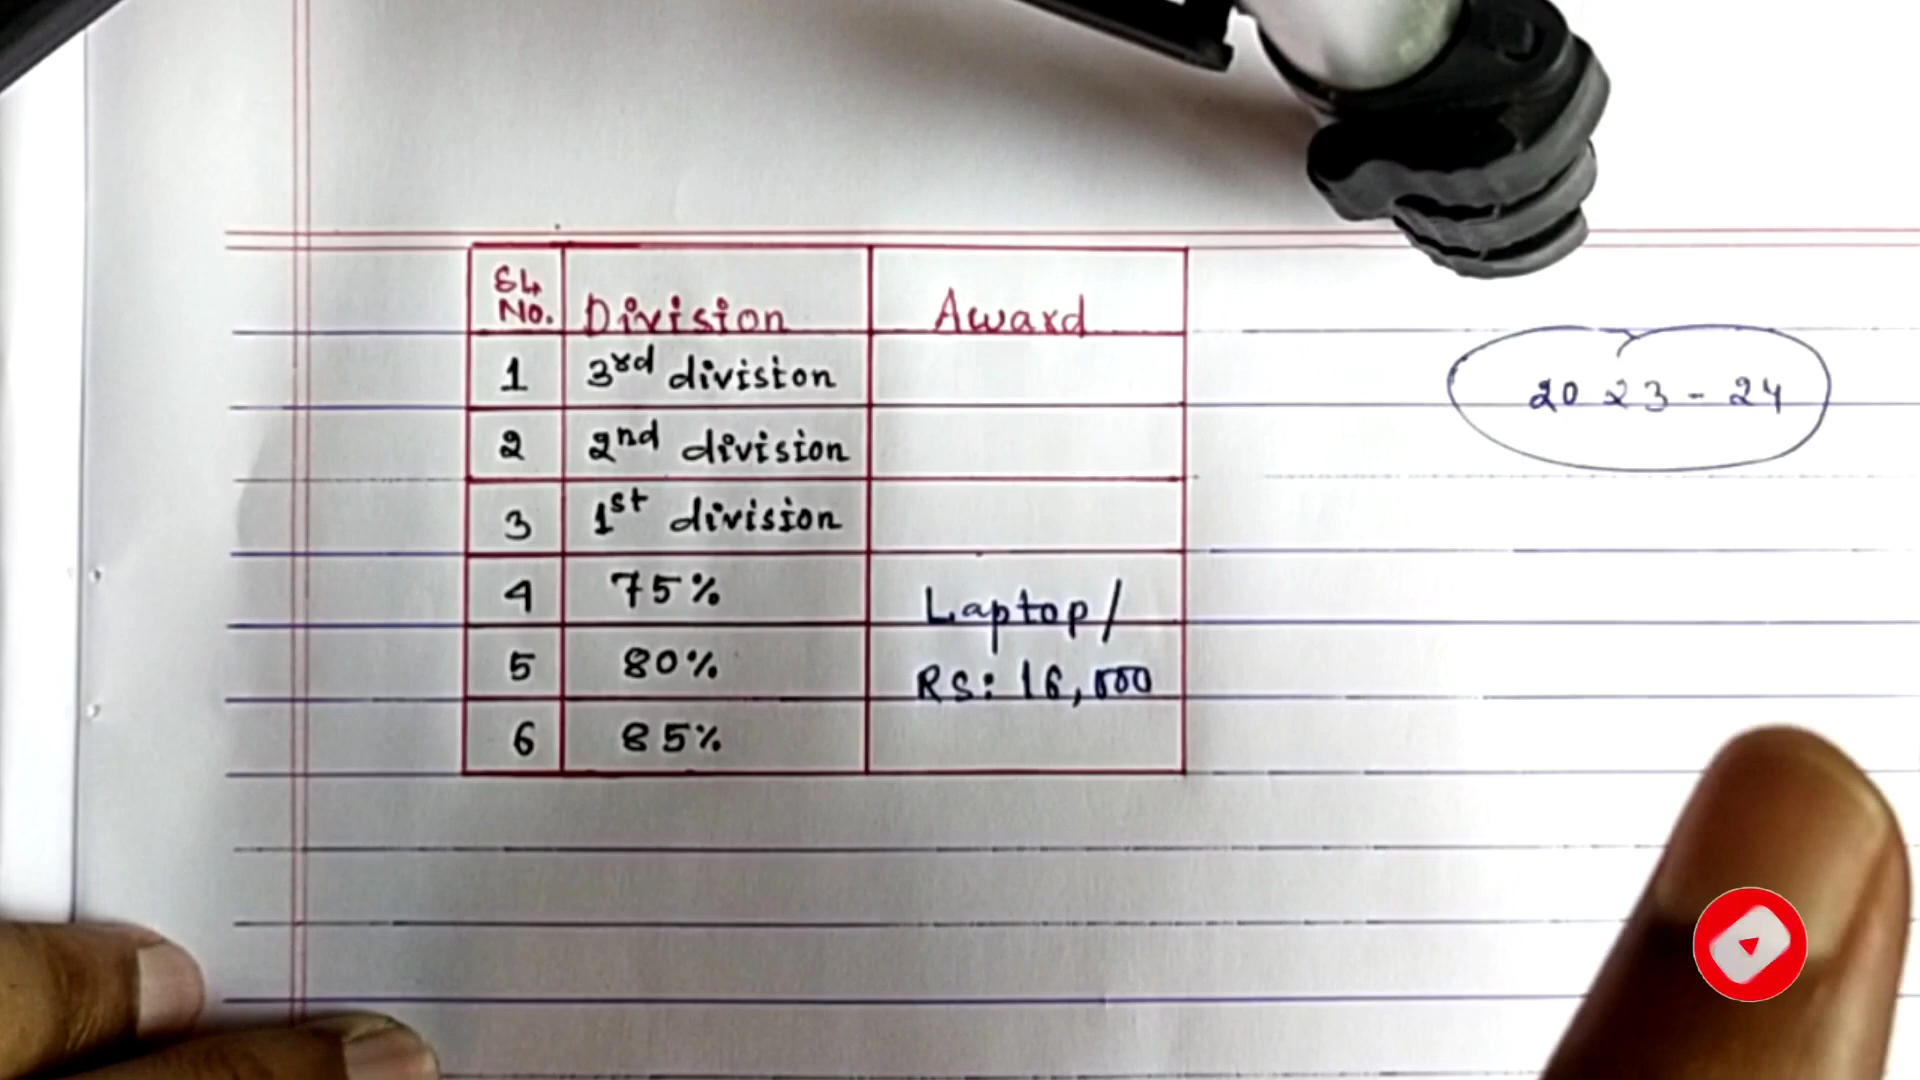 SL No. Division Award
1 3rd division
2 2nd division
3 1st division
4 75%
5 80%
6 85%
Laptop/
RS: 16,000
2023-24